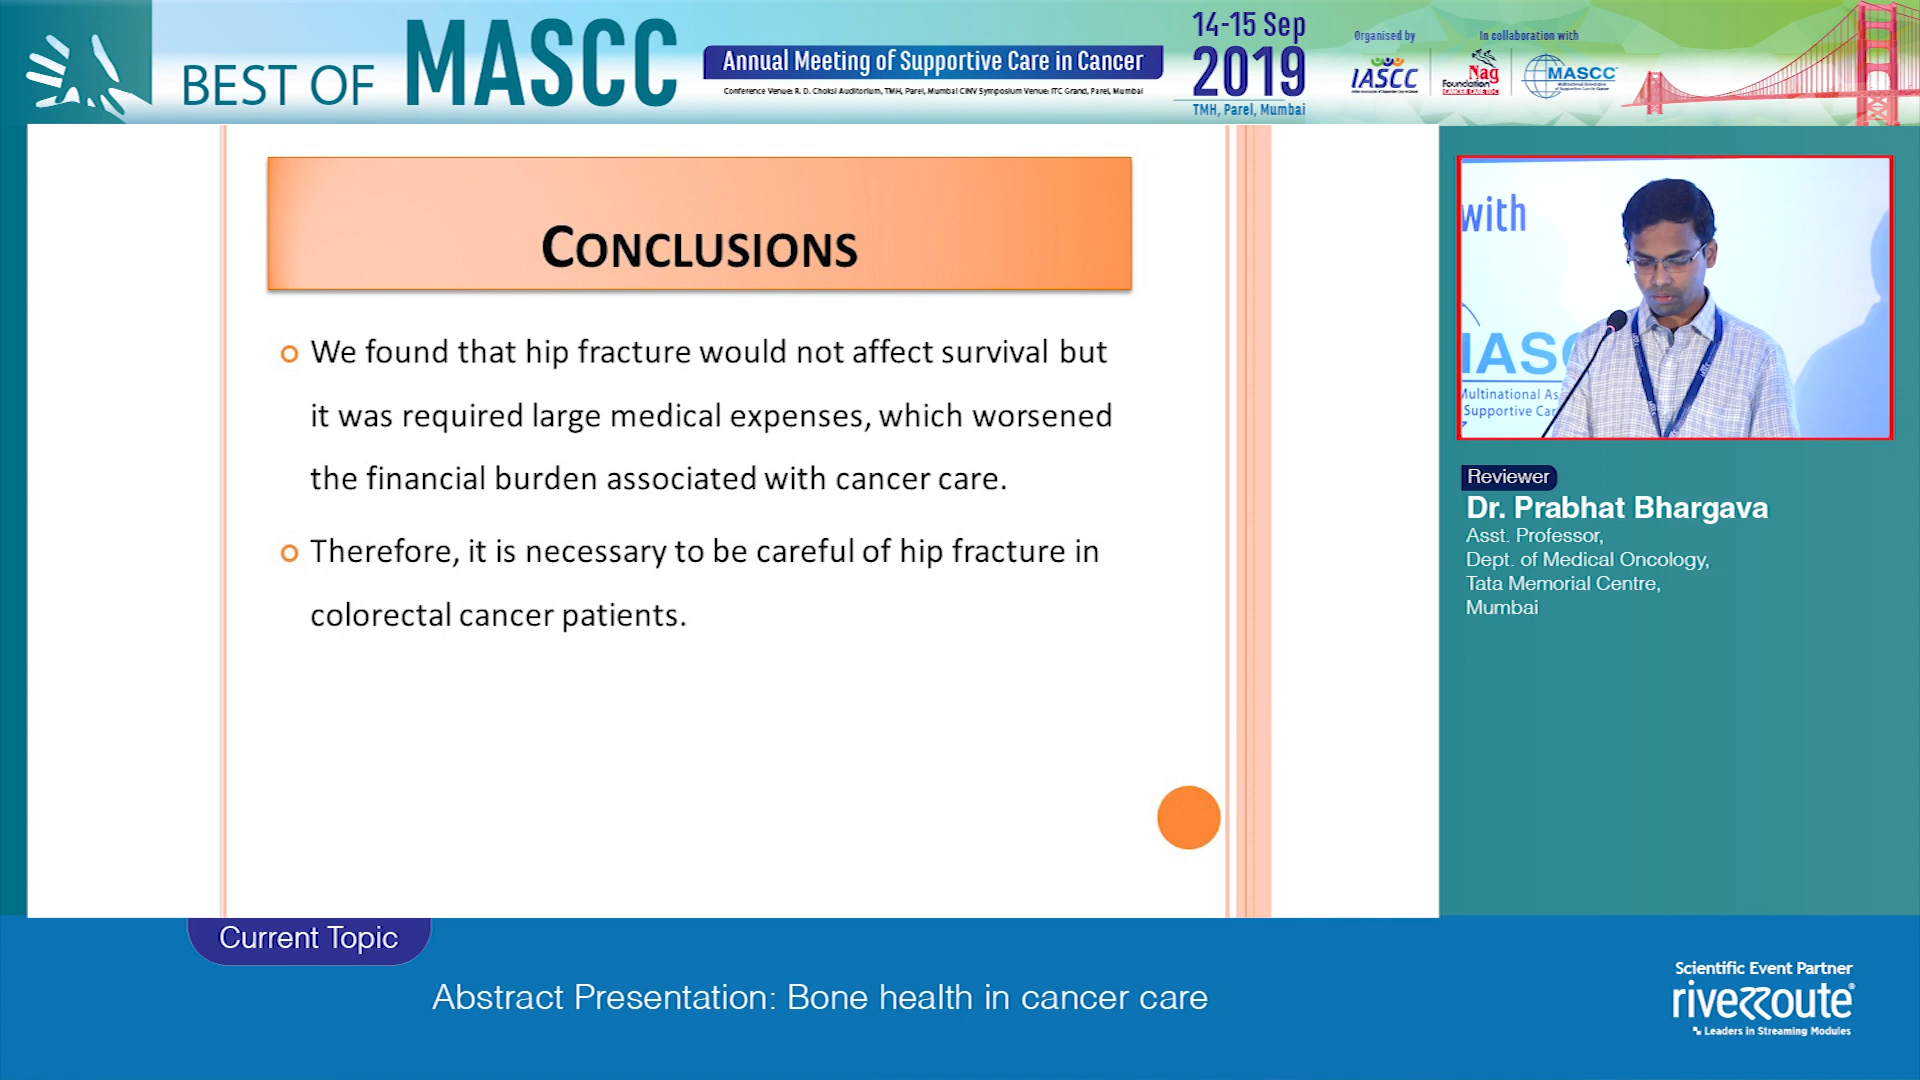 BEST OF MASCC
Annual Meeting of Supportive Care in Cancer
Conference Venue: R. D. Choksi Auditorium, TMH, Parel, Mumbai CINV Symposium Venue: ITC Grand, Parel, Mumbai
14-15 Sep
2019
TMH, Parel, Mumbai
Organised by
IASCC
In collaboration with
Nag
Foundation
MASCC
CONCLUSIONS
We found that hip fracture would not affect survival but
it was required large medical expenses, which worsened
the financial burden associated with cancer care.
Therefore, it is necessary to be careful of hip fracture in
colorectal cancer patients.
with
IASC
Multinational As
Supportive Car
Reviewer
Dr. Prabhat Bhargava
Asst. Professor,
Dept. of Medical Oncology,
Tata Memorial Centre,
Mumbai
Current Topic
Abstract Presentation: Bone health in cancer care
Scientific Event Partner
riveRRoute
Leaders in Streaming Modules